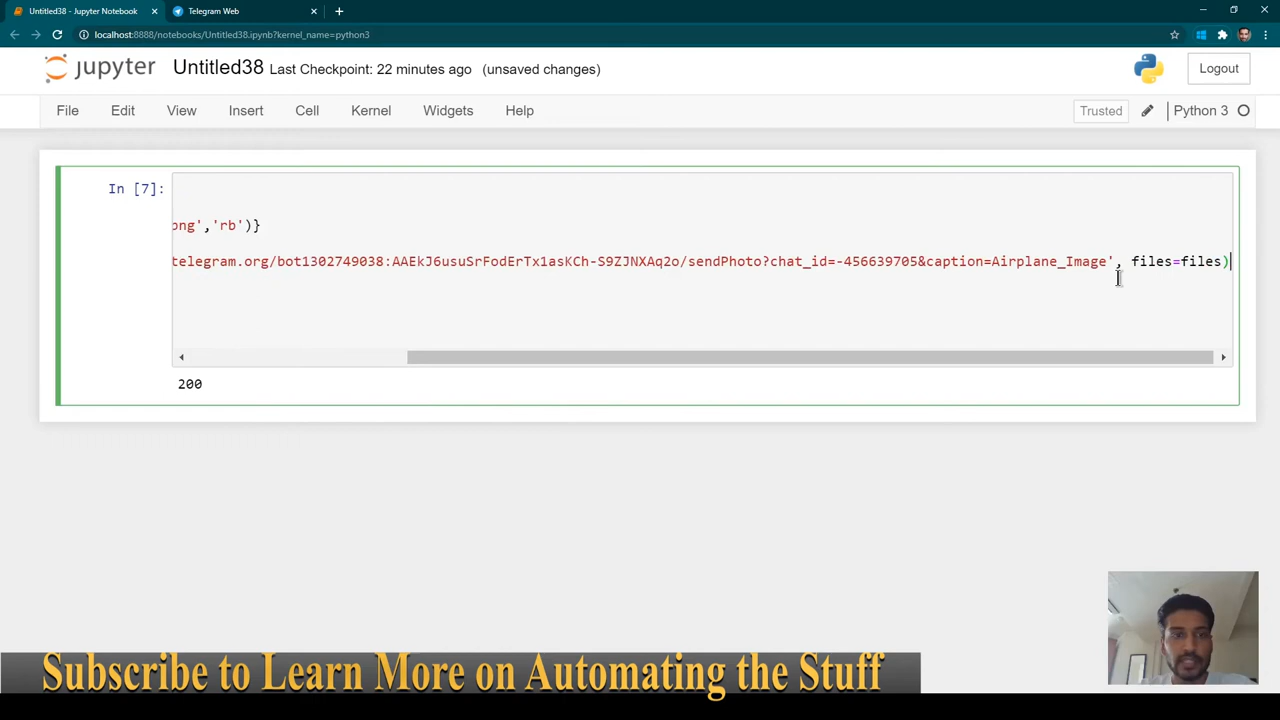 Untitled38 - Jupyter Notebook
Telegram Web
localhost:8888/notebooks/Untitled38.ipynb?kernel_name=python3
jupyter Untitled38 Last Checkpoint: 22 minutes ago (unsaved changes)
Logout
File Edit View Insert Cell Kernel Widgets Help Trusted Python 3
In [7]:
png','rb')}
telegram.org/bot1302749038:AAEkJ6usuSrFodErTx1asKCh-S9ZJNXAq2o/sendPhoto?chat_id=-456639705&caption=Airplane_Image', files=files)
200
Subscribe to Learn More on Automating the Stuff